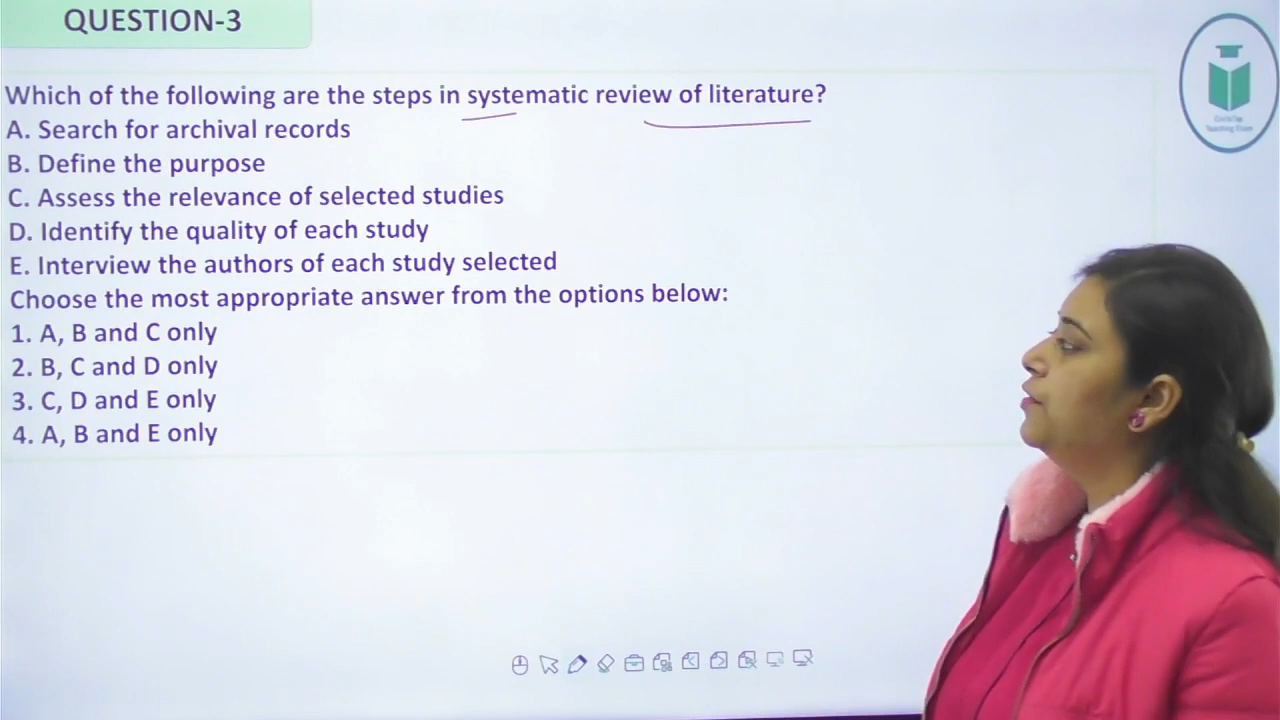 QUESTION-3
Which of the following are the steps in systematic review of literature?
A. Search for archival records
B. Define the purpose
C. Assess the relevance of selected studies
D. Identify the quality of each study
E. Interview the authors of each study selected
Choose the most appropriate answer from the options below:
1. A, B and C only
2. B, C and D only
3. C, D and E only
4. A, B and E only
Teaching Exam